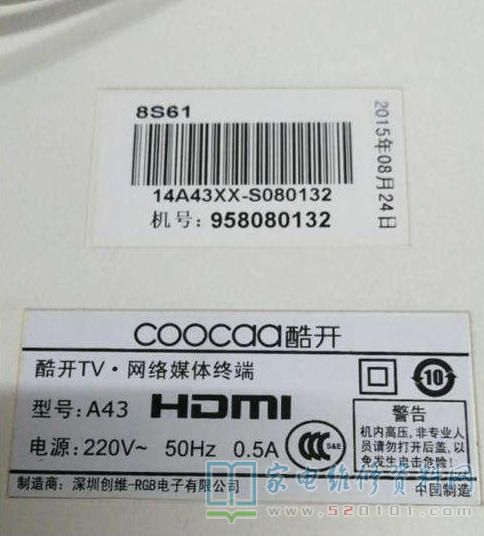 8S61
14A43XX-S080132
机号: 958080132
2015年08月24日
coocaa酷开
酷开TV·网络媒体终端
型号: A43 HDMI
电源: 220V~ 50Hz 0.5A
CCC S&E
10
警告
机内高压, 非专业人
员请勿打开后盖, 以
免发生电击危险!
制造商: 深圳创维-RGB电子有限公司
中国制造
家电维修资料网
www.520101.com